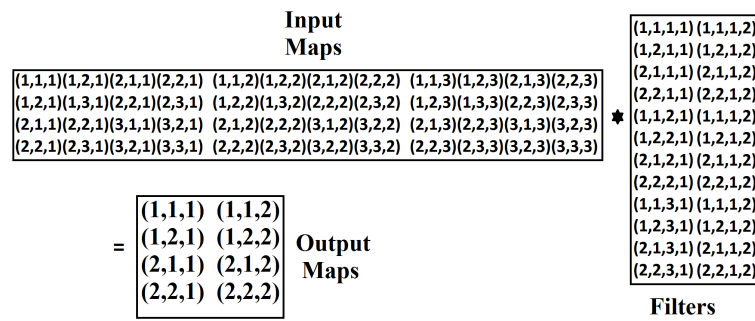 Input
Maps
(1,1,1)(1,2,1)(2,1,1)(2,2,1) (1,1,2)(1,2,2)(2,1,2)(2,2,2) (1,1,3)(1,2,3)(2,1,3)(2,2,3)
(1,2,1)(1,3,1)(2,2,1)(2,3,1) (1,2,2)(1,3,2)(2,2,2)(2,3,2) (1,2,3)(1,3,3)(2,2,3)(2,3,3)
(2,1,1)(2,2,1)(3,1,1)(3,2,1) (2,1,2)(2,2,2)(3,1,2)(3,2,2) (2,1,3)(2,2,3)(3,1,3)(3,2,3)
(2,2,1)(2,3,1)(3,2,1)(3,3,1) (2,2,2)(2,3,2)(3,2,2)(3,3,2) (2,2,3)(2,3,3)(3,2,3)(3,3,3)
*
(1,1,1,1) (1,1,1,2)
(1,2,1,1) (1,2,1,2)
(2,1,1,1) (2,1,1,2)
(2,2,1,1) (2,2,1,2)
(1,1,2,1) (1,1,1,2)
(1,2,2,1) (1,2,1,2)
(2,1,2,1) (2,1,1,2)
(2,2,2,1) (2,2,1,2)
(1,1,3,1) (1,1,1,2)
(1,2,3,1) (1,2,1,2)
(2,1,3,1) (2,1,1,2)
(2,2,3,1) (2,2,1,2)
Filters
=
(1,1,1) (1,1,2)
(1,2,1) (1,2,2)
(2,1,1) (2,1,2)
(2,2,1) (2,2,2)
Output
Maps